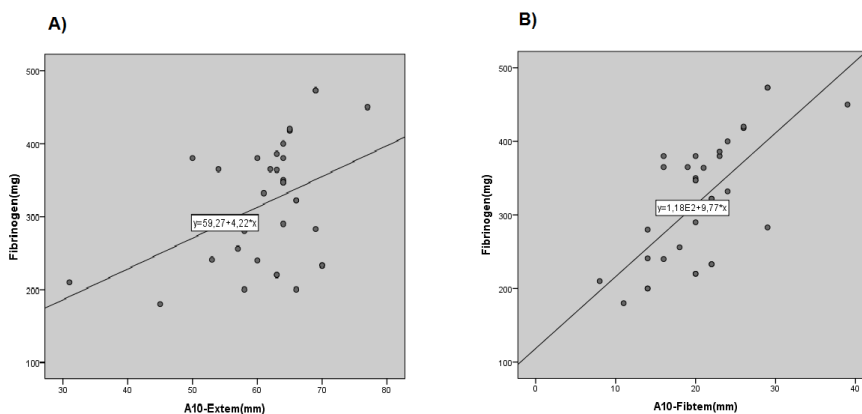 A)
500
400
300
200
100
Fibrinogen(mg)
y=59,27+4,22*x
30 40 50 60 70 80
A10-Extem(mm)
B)
500
400
300
200
100
Fibrinogen(mg)
y=1,18E2+9,77*x
0 10 20 30 40
A10-Fibtem(mm)